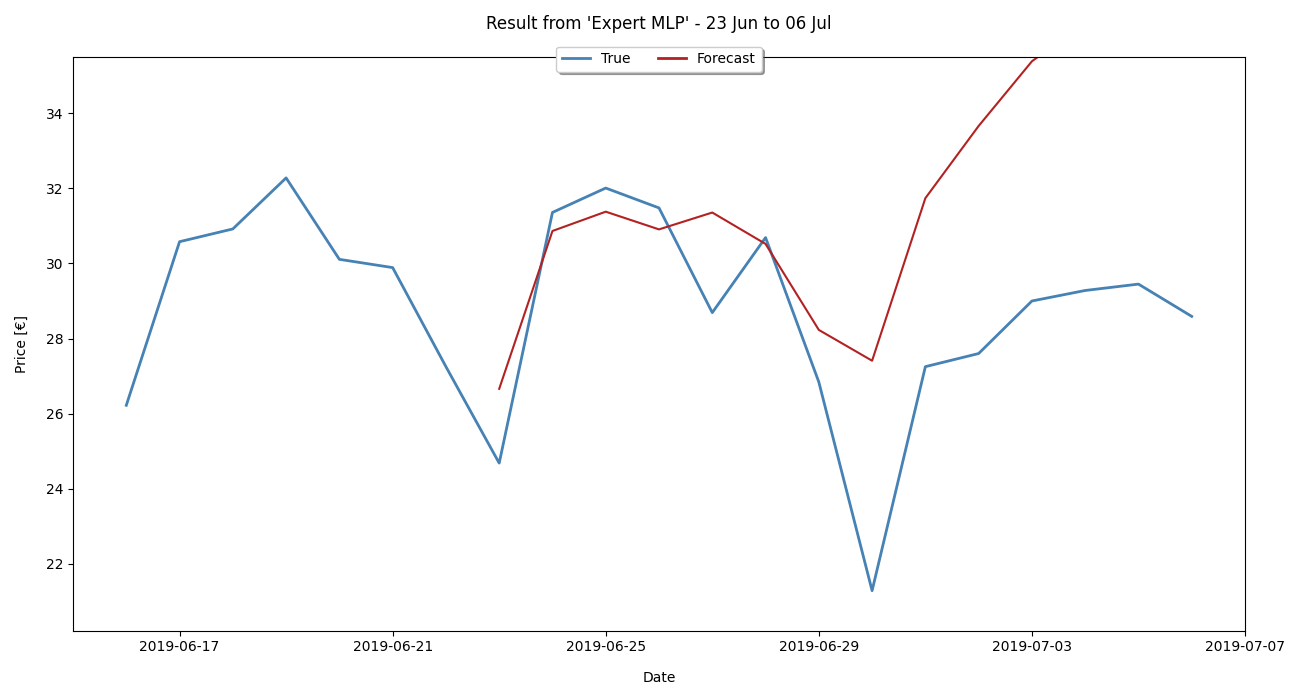 Result from 'Expert MLP' - 23 Jun to 06 Jul
True
Forecast
34
32
30
28
26
24
22
Price [€]
2019-06-17
2019-06-21
2019-06-25
2019-06-29
2019-07-03
2019-07-07
Date